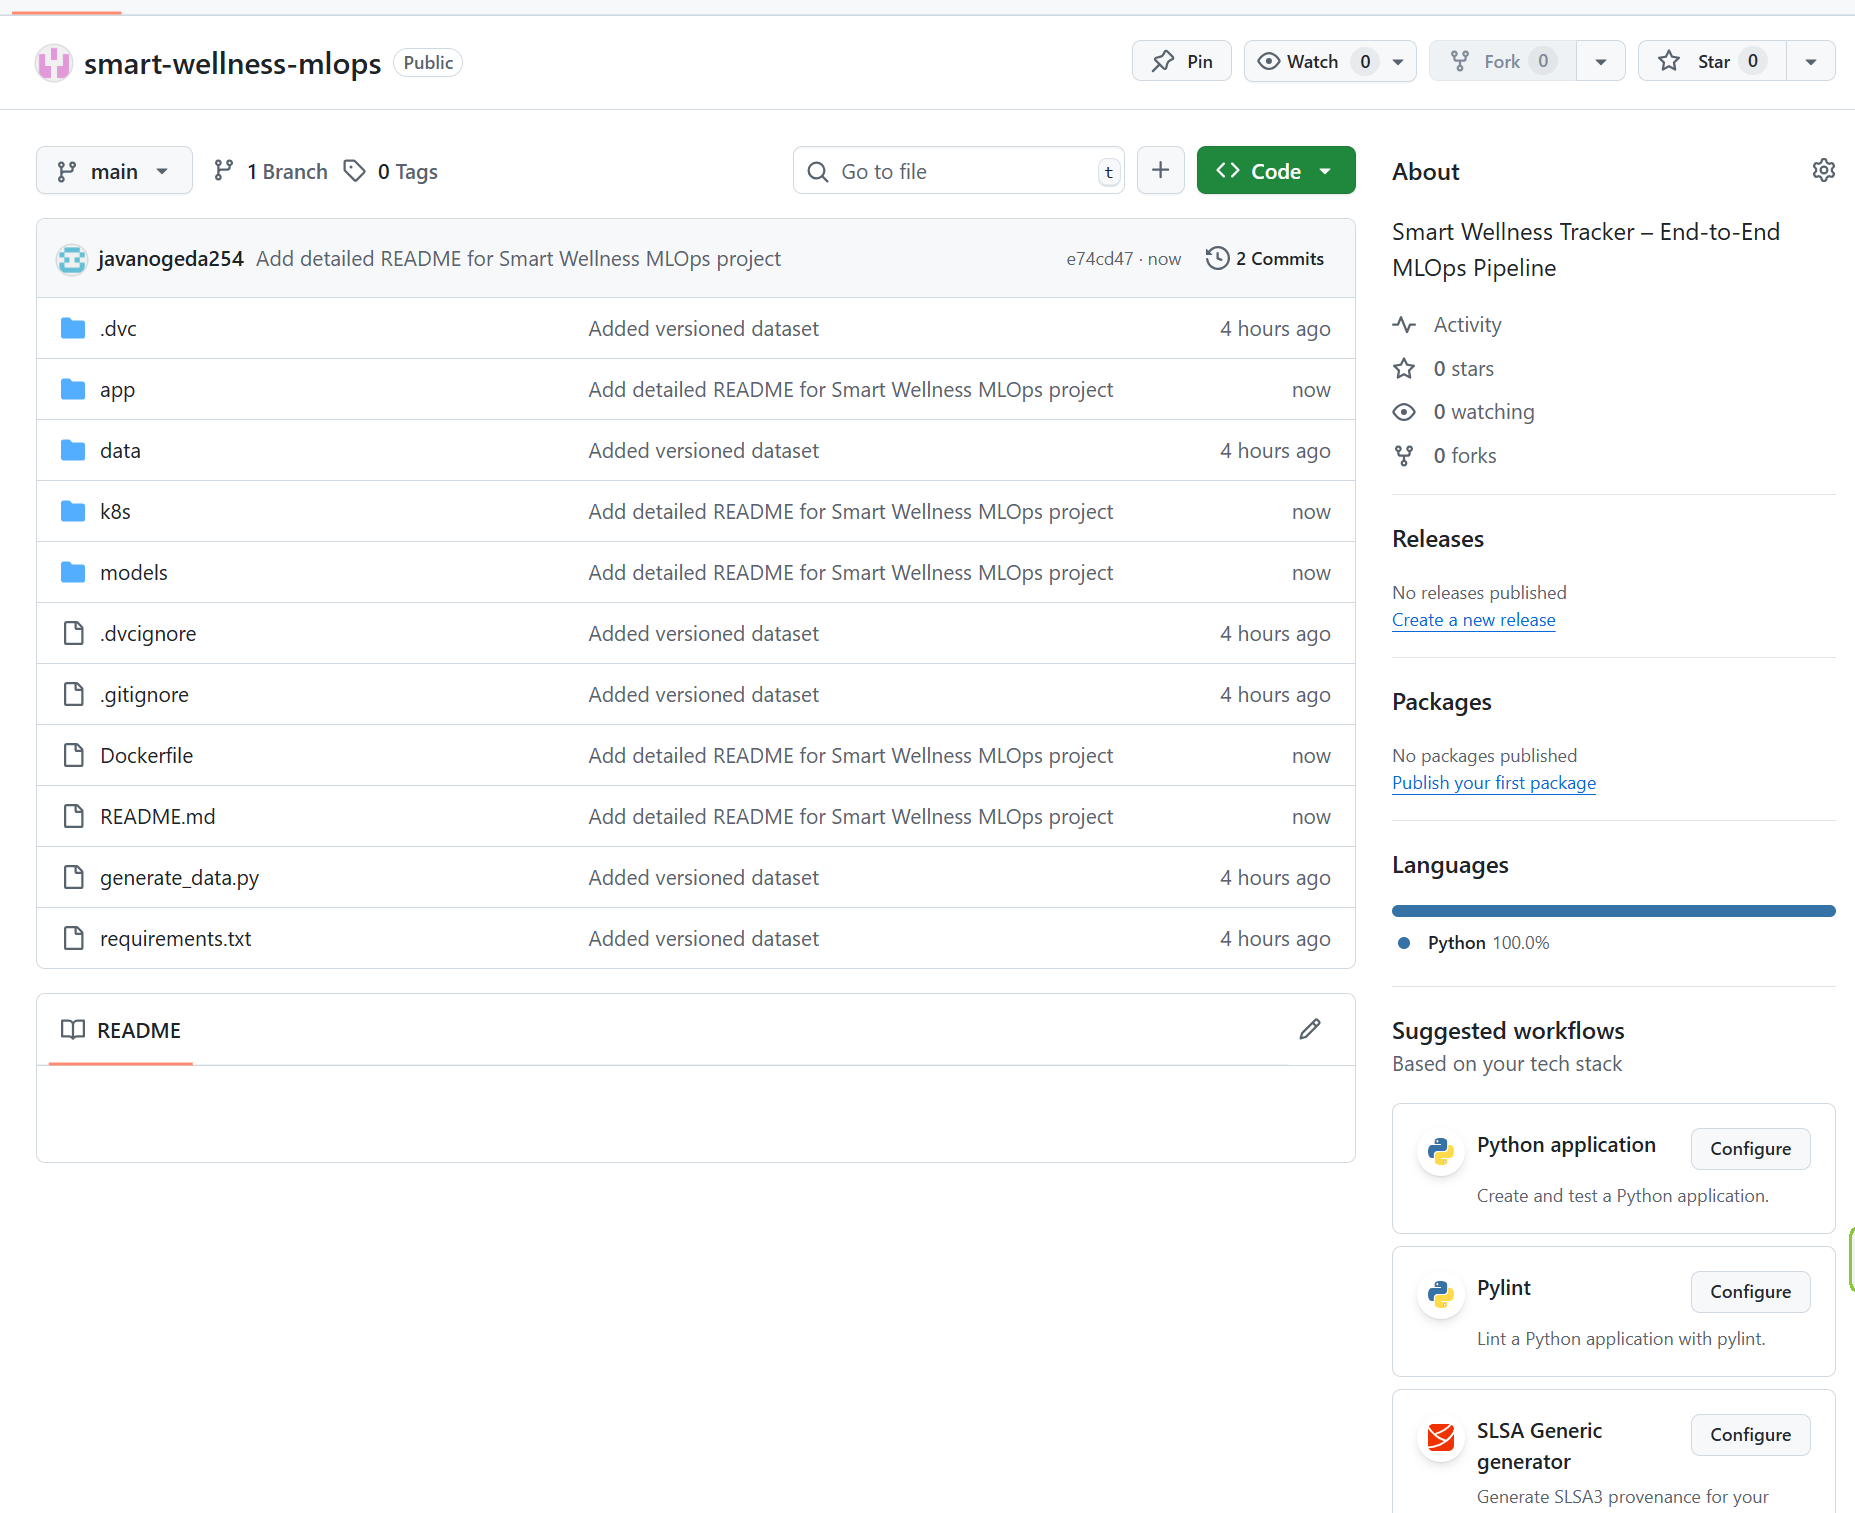 smart-wellness-mlops Public Pin Watch 0 Fork 0 Star 0
main 1 Branch 0 Tags Go to file t + <> Code
javanogeda254 Add detailed README for Smart Wellness MLOps project e74cd47 · now 2 Commits
.dvc Added versioned dataset 4 hours ago
app Add detailed README for Smart Wellness MLOps project now
data Added versioned dataset 4 hours ago
k8s Add detailed README for Smart Wellness MLOps project now
models Add detailed README for Smart Wellness MLOps project now
.dvcignore Added versioned dataset 4 hours ago
.gitignore Added versioned dataset 4 hours ago
Dockerfile Add detailed README for Smart Wellness MLOps project now
README.md Add detailed README for Smart Wellness MLOps project now
generate_data.py Added versioned dataset 4 hours ago
requirements.txt Added versioned dataset 4 hours ago
README
About
Smart Wellness Tracker – End-to-End
MLOps Pipeline
Activity
0 stars
0 watching
0 forks
Releases
No releases published
Create a new release
Packages
No packages published
Publish your first package
Languages
Python 100.0%
Suggested workflows
Based on your tech stack
Python application Configure
Create and test a Python application.
Pylint Configure
Lint a Python application with pylint.
SLSA Generic Configure
generator
Generate SLSA3 provenance for your